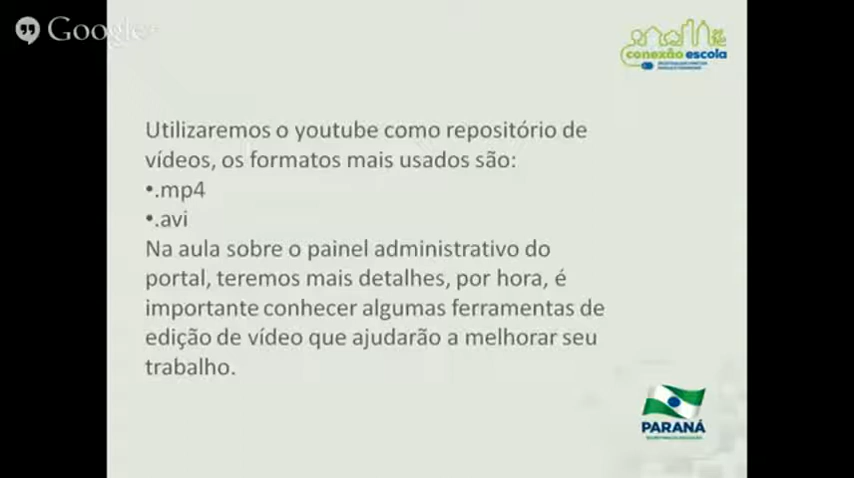 Google+
conexão escola
Utilizaremos o youtube como repositório de
vídeos, os formatos mais usados são:
•.mp4
•.avi
Na aula sobre o painel administrativo do
portal, teremos mais detalhes, por hora, é
importante conhecer algumas ferramentas de
edição de vídeo que ajudarão a melhorar seu
trabalho.
PARANÁ